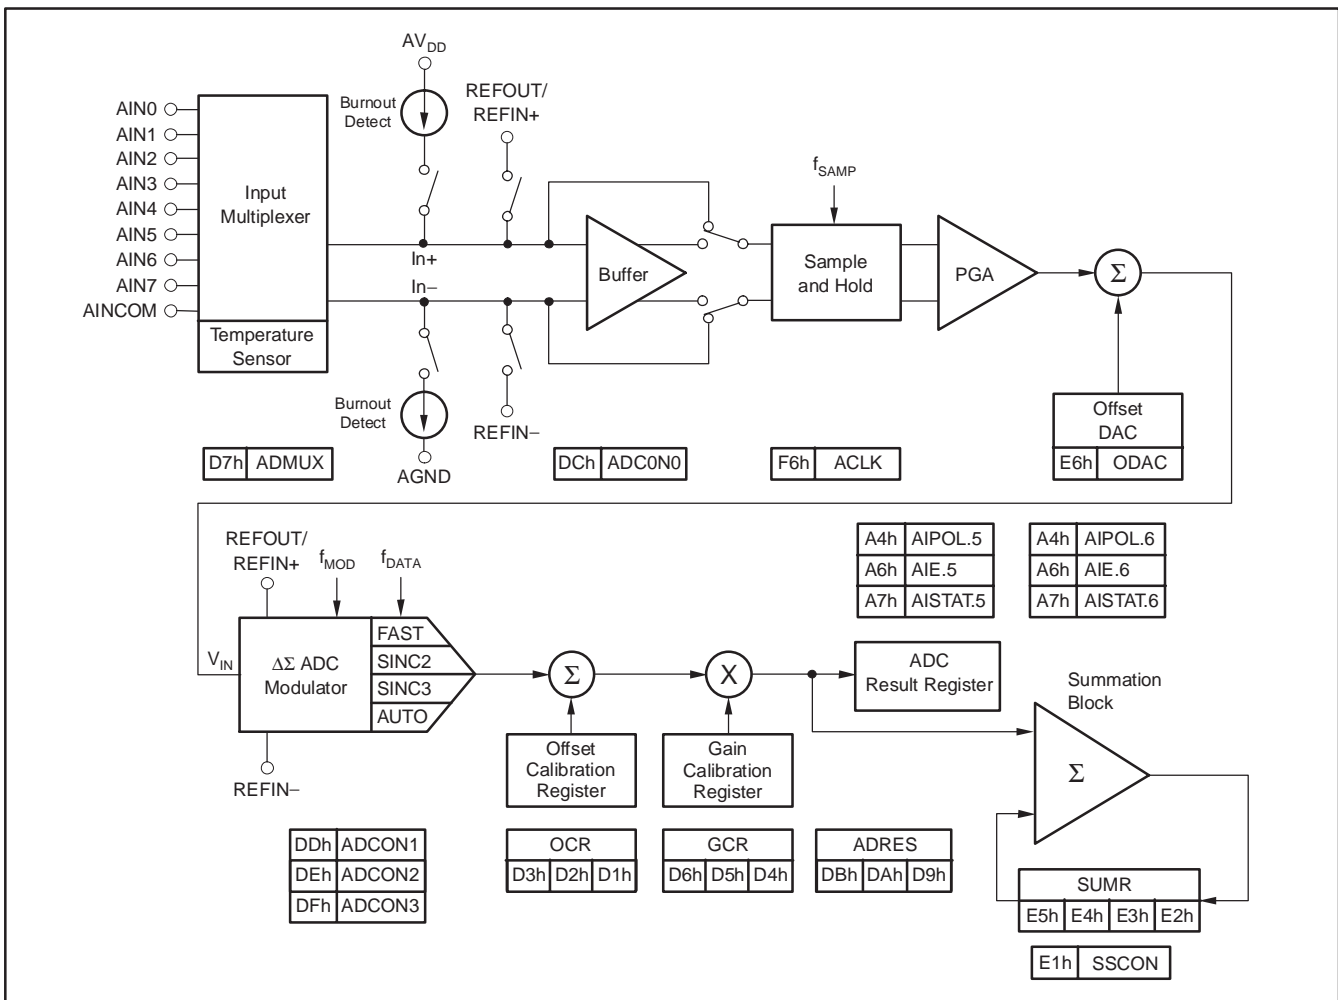 AVDD
Burnout
Detect
REFOUT/
REFIN+
AIN0
AIN1
AIN2
AIN3
AIN4
AIN5
AIN6
AIN7
AINCOM
Input
Multiplexer
Temperature
Sensor
In+
In−
Buffer
fSAMP
Sample
and Hold
PGA
Σ
Offset
DAC
E6h ODAC
Burnout
Detect
REFIN−
AGND
D7h ADMUX
DCh ADC0N0
F6h ACLK
REFOUT/
REFIN+
fMOD
fDATA
VIN
ΔΣ ADC
Modulator
FAST
SINC2
SINC3
AUTO
REFIN−
Σ
X
Offset
Calibration
Register
Gain
Calibration
Register
A4h AIPOL.5
A6h AIE.5
A7h AISTAT.5
A4h AIPOL.6
A6h AIE.6
A7h AISTAT.6
ADC
Result Register
Summation
Block
Σ
DDh ADCON1
DEh ADCON2
DFh ADCON3
OCR
D3h D2h D1h
GCR
D6h D5h D4h
ADRES
DBh DAh D9h
SUMR
E5h E4h E3h E2h
E1h SSCON